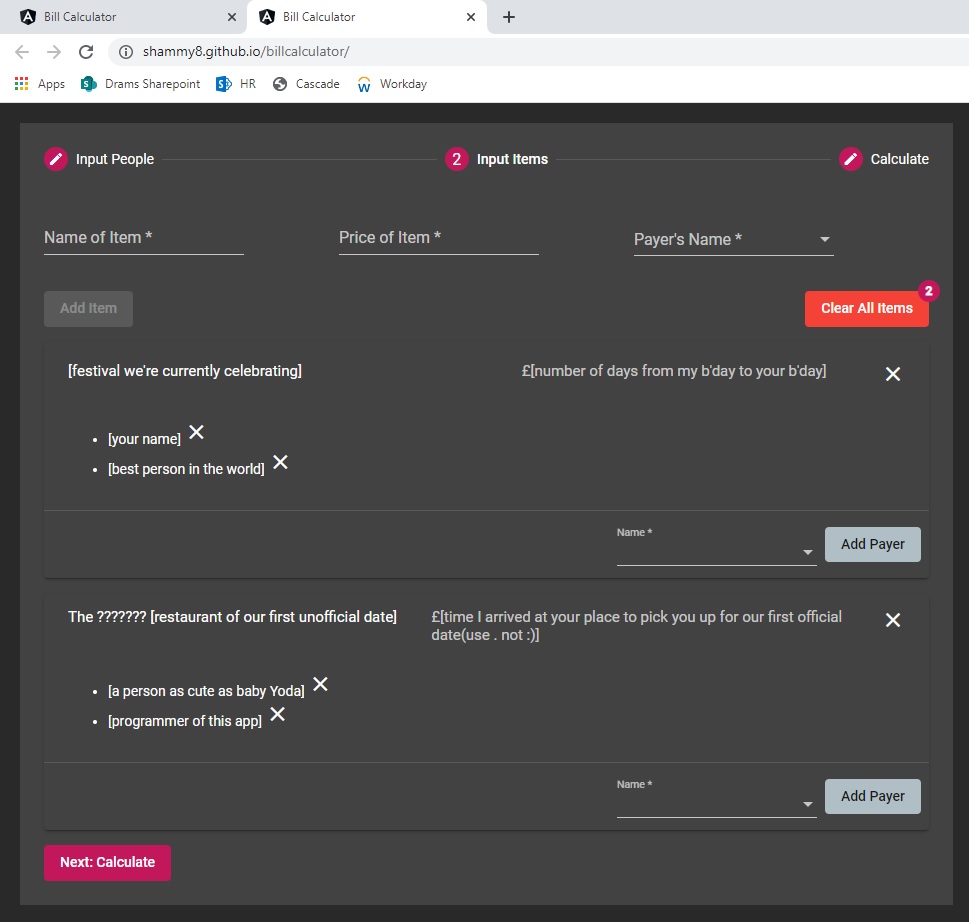 Bill Calculator
Bill Calculator
shammy8.github.io/billcalculator/
Apps Drams Sharepoint HR Cascade Workday
Input People 2 Input Items Calculate
Name of Item * Price of Item * Payer's Name *
Add Item Clear All Items 2
[festival we're currently celebrating] £[number of days from my b'day to your b'day]
[your name]
[best person in the world]
Name *
Add Payer
The ??????? [restaurant of our first unofficial date] £[time I arrived at your place to pick you up for our first official
date(use . not :)]
[a person as cute as baby Yoda]
[programmer of this app]
Name *
Add Payer
Next: Calculate